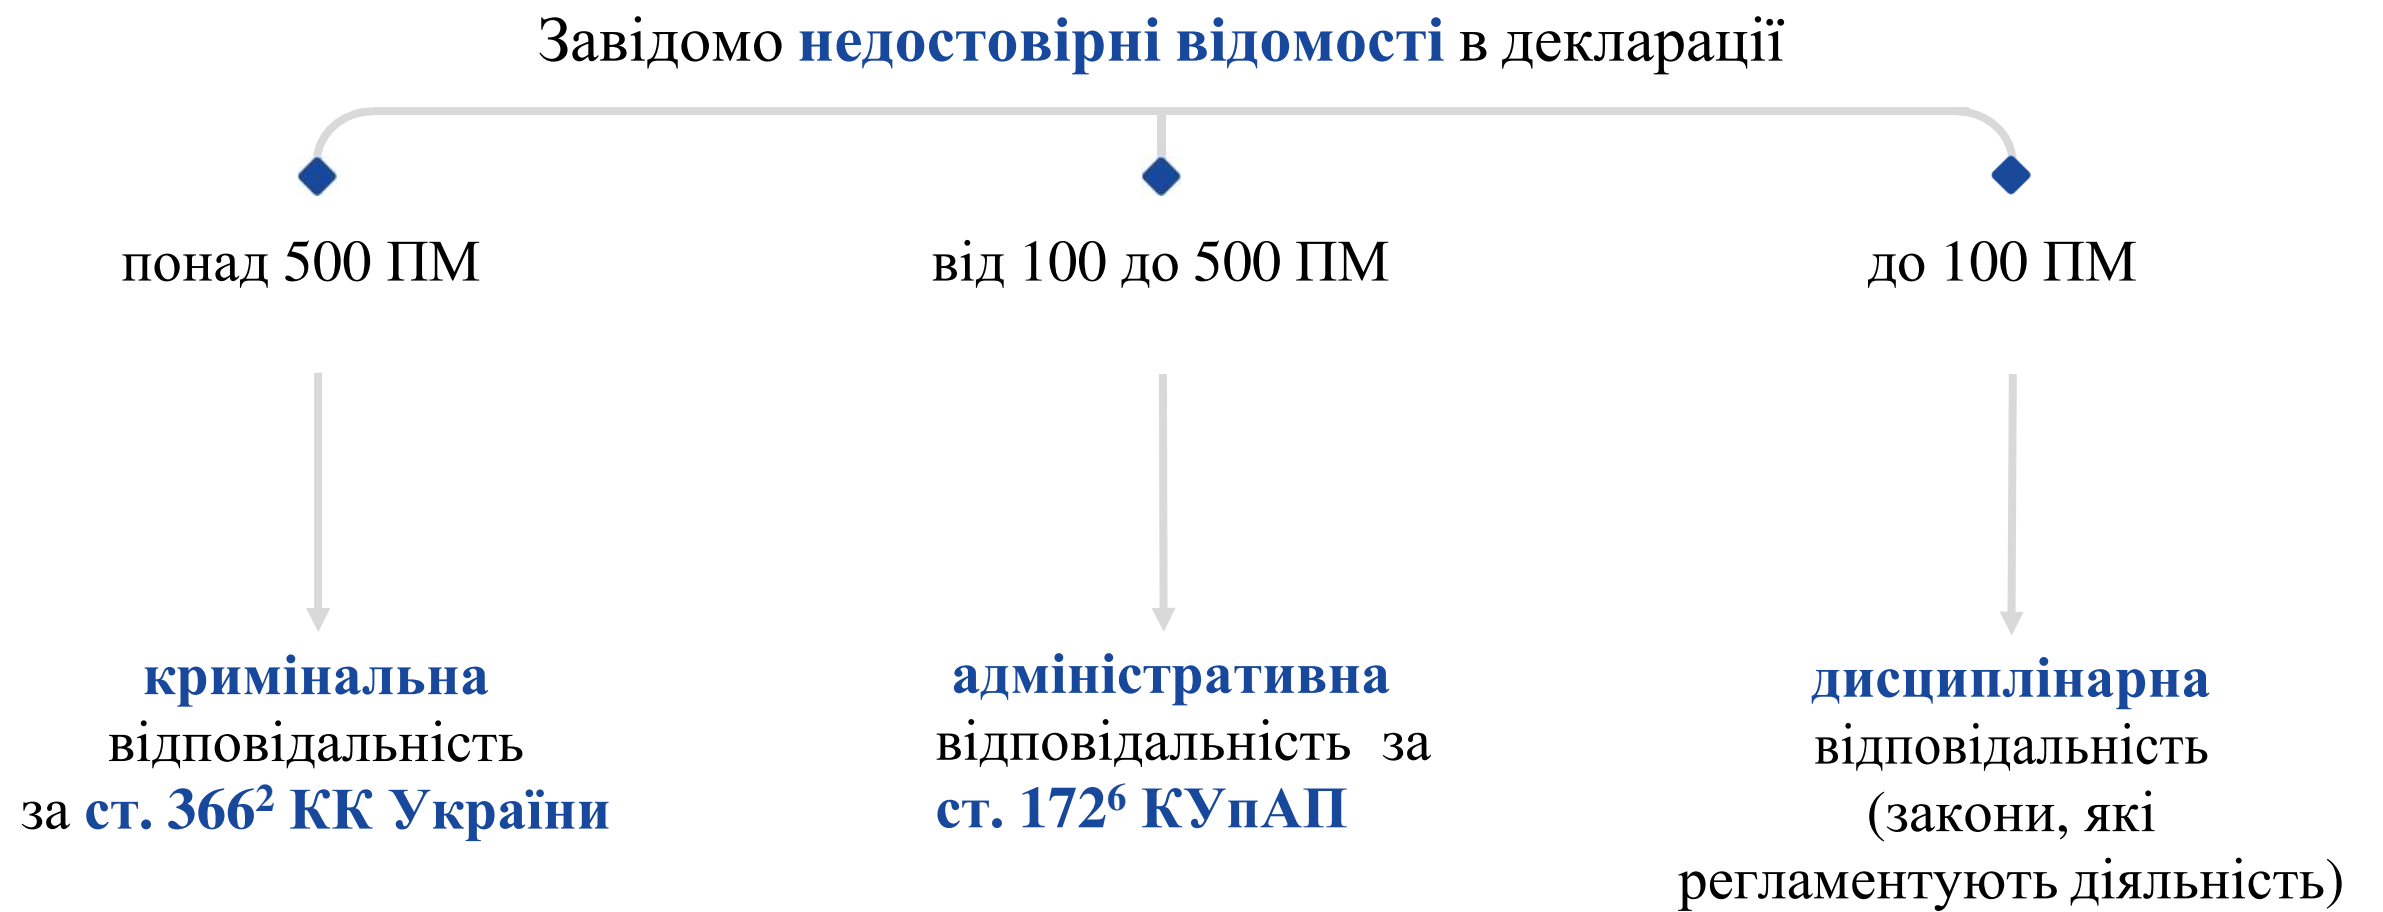 Завідомо недостовірні відомості в декларації
понад 500 ПМ
від 100 до 500 ПМ
до 100 ПМ
кримінальна
відповідальність
за ст. 366² КК України
адміністративна
відповідальність за
ст. 172⁶ КУпАП
дисциплінарна
відповідальність
(закони, які
регламентують діяльність)